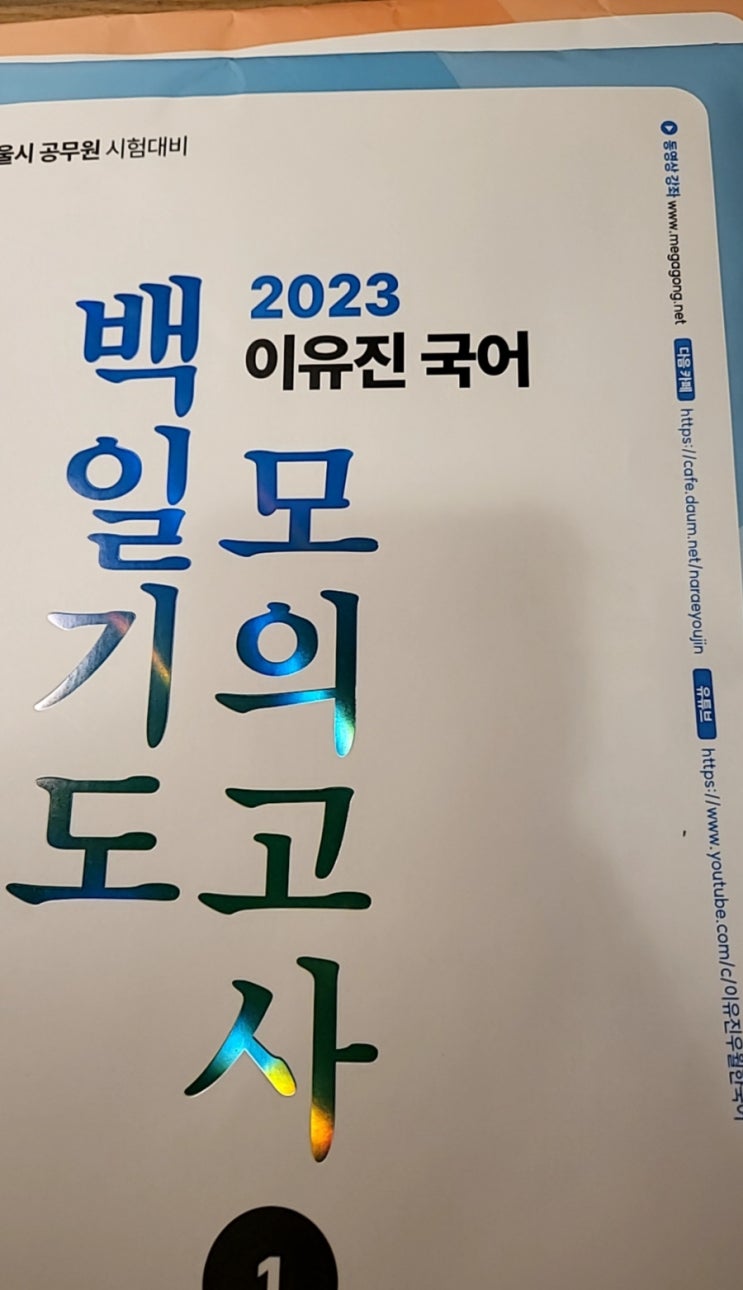 울시 공무원 시험대비
2023
이유진 국어
백일기도
모의고사
1
동영상 강좌 www.megagong.net
다음 카페 https://cafe.daum.net/naraeyoujin
유튜브 https://www.youtube.com/c/이유진우월한국어